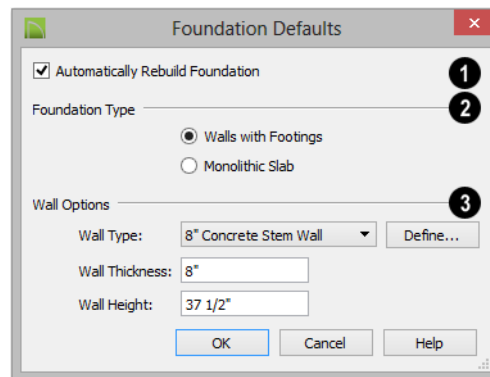 Foundation Defaults
Automatically Rebuild Foundation 1
Foundation Type 2
Walls with Footings
Monolithic Slab
Wall Options 3
Wall Type: 8" Concrete Stem Wall Define...
Wall Thickness: 8"
Wall Height: 37 1/2"
OK Cancel Help